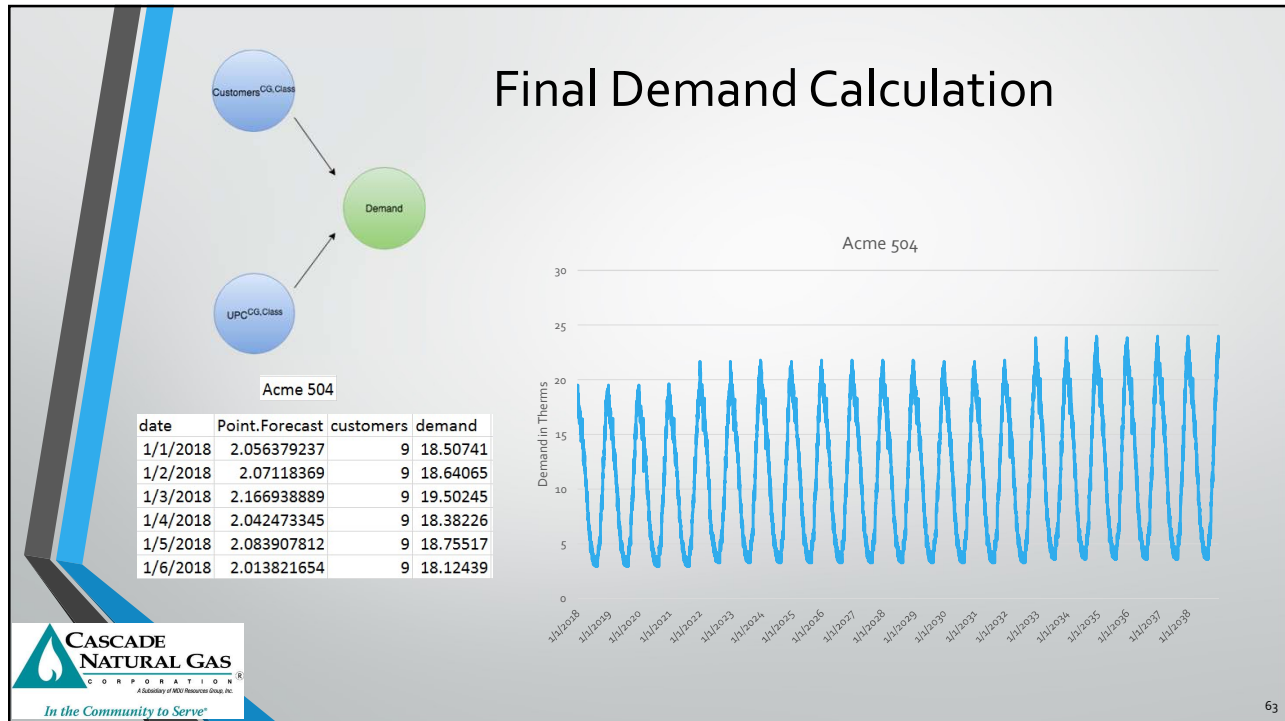 Final Demand Calculation
Customers^CG,Class
Demand
UPC^CG,Class
Acme 504
date Point.Forecast customers demand
1/1/2018 2.056379237 9 18.50741
1/2/2018 2.07118369 9 18.64065
1/3/2018 2.166938889 9 19.50245
1/4/2018 2.042473345 9 18.38226
1/5/2018 2.083907812 9 18.75517
1/6/2018 2.013821654 9 18.12439
Acme 504
Demand in Therms
30
25
20
15
10
5
0
1/1/2018
1/1/2019
1/1/2020
1/1/2021
1/1/2022
1/1/2023
1/1/2024
1/1/2025
1/1/2026
1/1/2027
1/1/2028
1/1/2029
1/1/2030
1/1/2031
1/1/2032
1/1/2033
1/1/2034
1/1/2035
1/1/2036
1/1/2037
1/1/2038
CASCADE
NATURAL GAS
CORPORATION ®
A Subsidiary of MDU Resources Group, Inc.
In the Community to Serve®
63